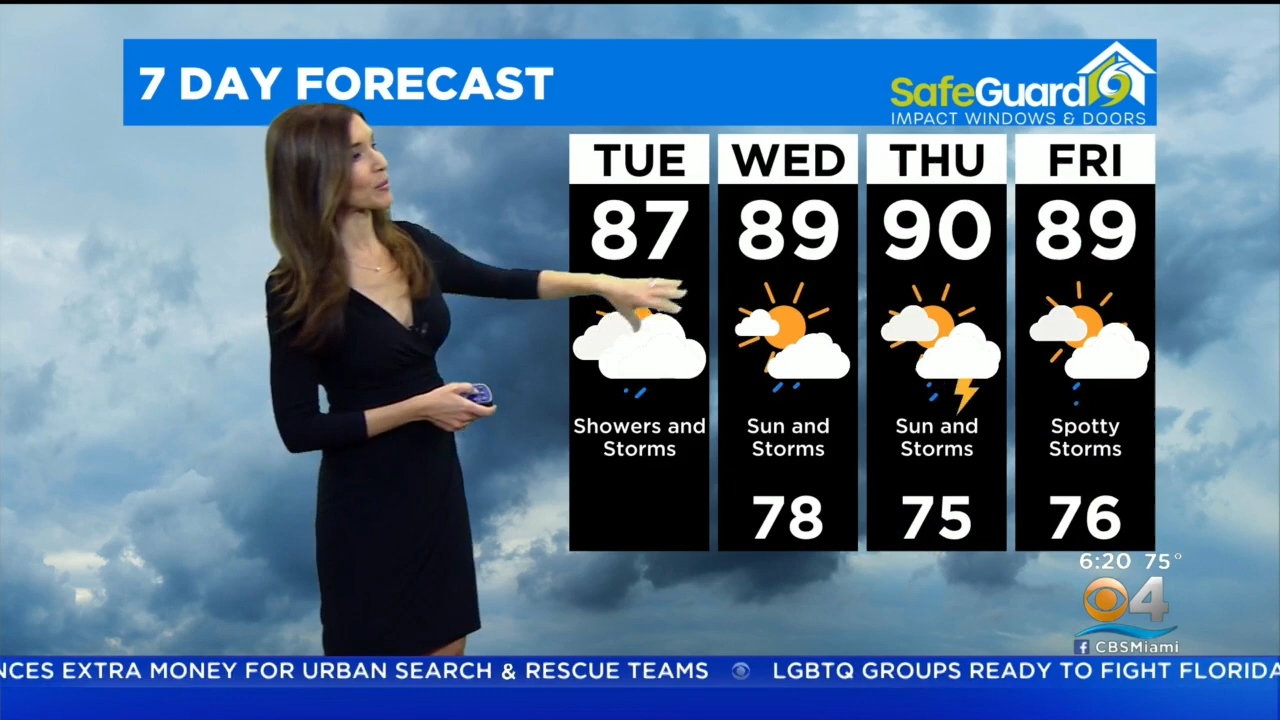 7 DAY FORECAST
SafeGuard
IMPACT WINDOWS & DOORS
TUE WED THU FRI
87 89 90 89
Showers and Storms
Sun and Storms
Sun and Storms
Spotty Storms
78 75 76
6:20 75°
4
CBSMiami
NCES EXTRA MONEY FOR URBAN SEARCH & RESCUE TEAMS LGBTQ GROUPS READY TO FIGHT FLORIDA